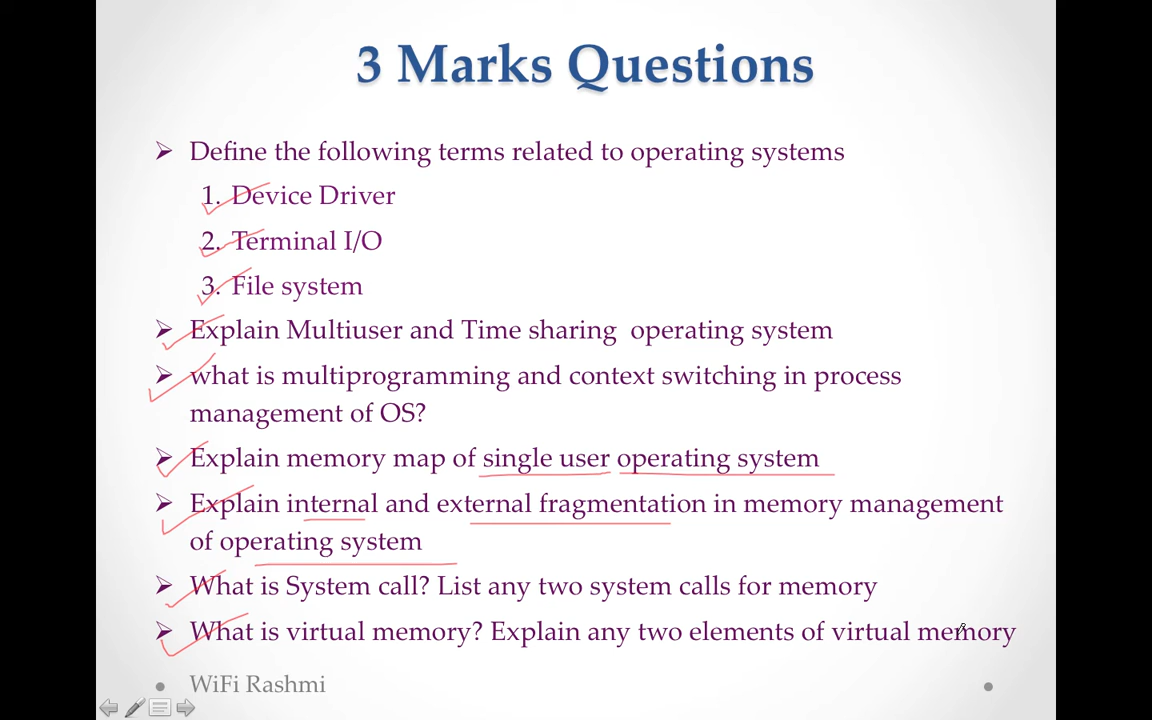 3 Marks Questions
Define the following terms related to operating systems
1. Device Driver
2. Terminal I/O
3. File system
Explain Multiuser and Time sharing operating system
what is multiprogramming and context switching in process
management of OS?
Explain memory map of single user operating system
Explain internal and external fragmentation in memory management
of operating system
What is System call? List any two system calls for memory
What is virtual memory? Explain any two elements of virtual memory
WiFi Rashmi